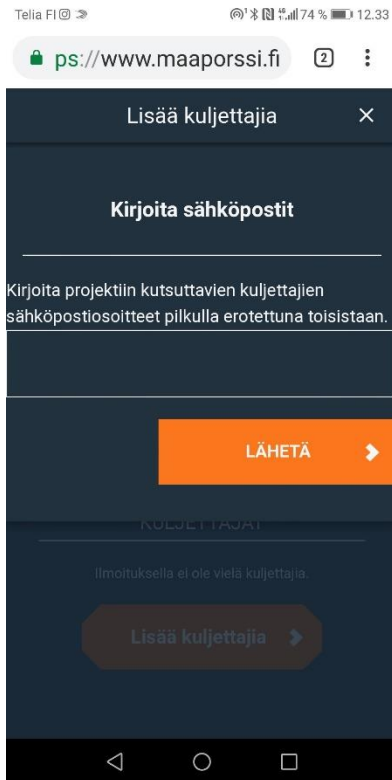 Telia FI 74 % 12.33
ps://www.maaporssi.fi 2
Lisää kuljettajia ×
Kirjoita sähköpostit
Kirjoita projektiin kutsuttavien kuljettajien
sähköpostiosoitteet pilkulla erotettuna toisistaan.
LÄHETÄ
KULJETTAJAT
Ilmoituksella ei ole vielä kuljettajia.
Lisää kuljettajia